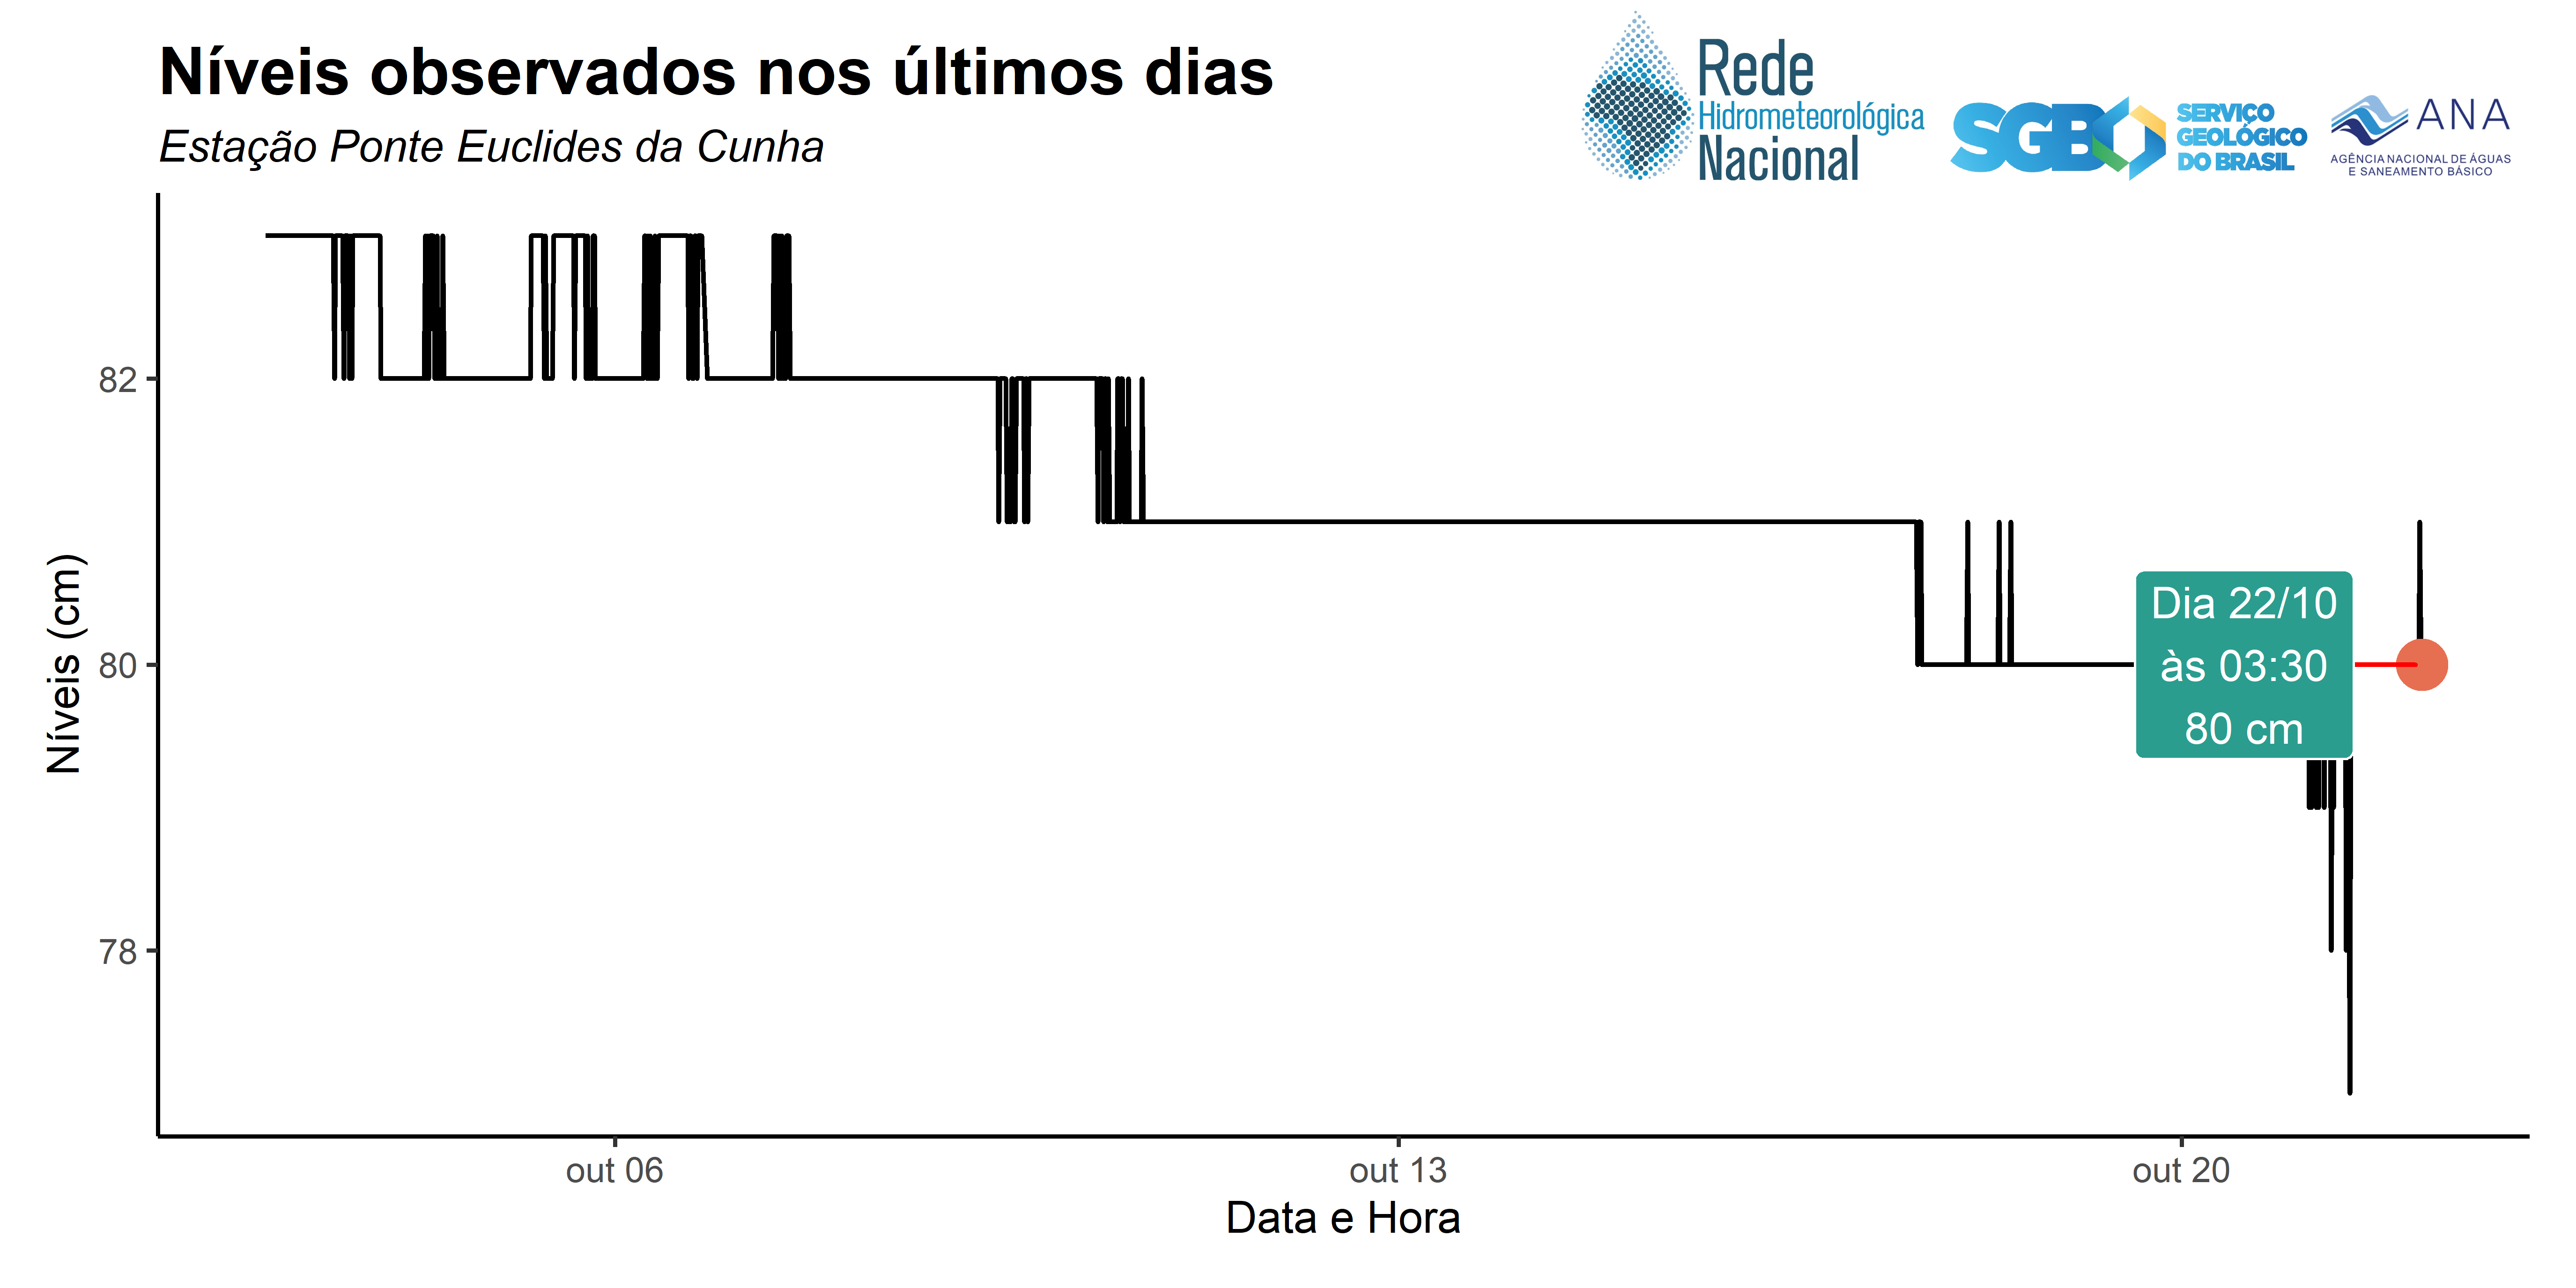 Níveis observados nos últimos dias
Estação Ponte Euclides da Cunha
Rede
Hidrometeorológica
Nacional
SGB
SERVIÇO
GEOLÓGICO
DO BRASIL
ANA
AGÊNCIA NACIONAL DE ÁGUAS
E SANEAMENTO BÁSICO
Níveis (cm)
82
80
78
Dia 22/10
às 03:30
80 cm
out 06
out 13
out 20
Data e Hora